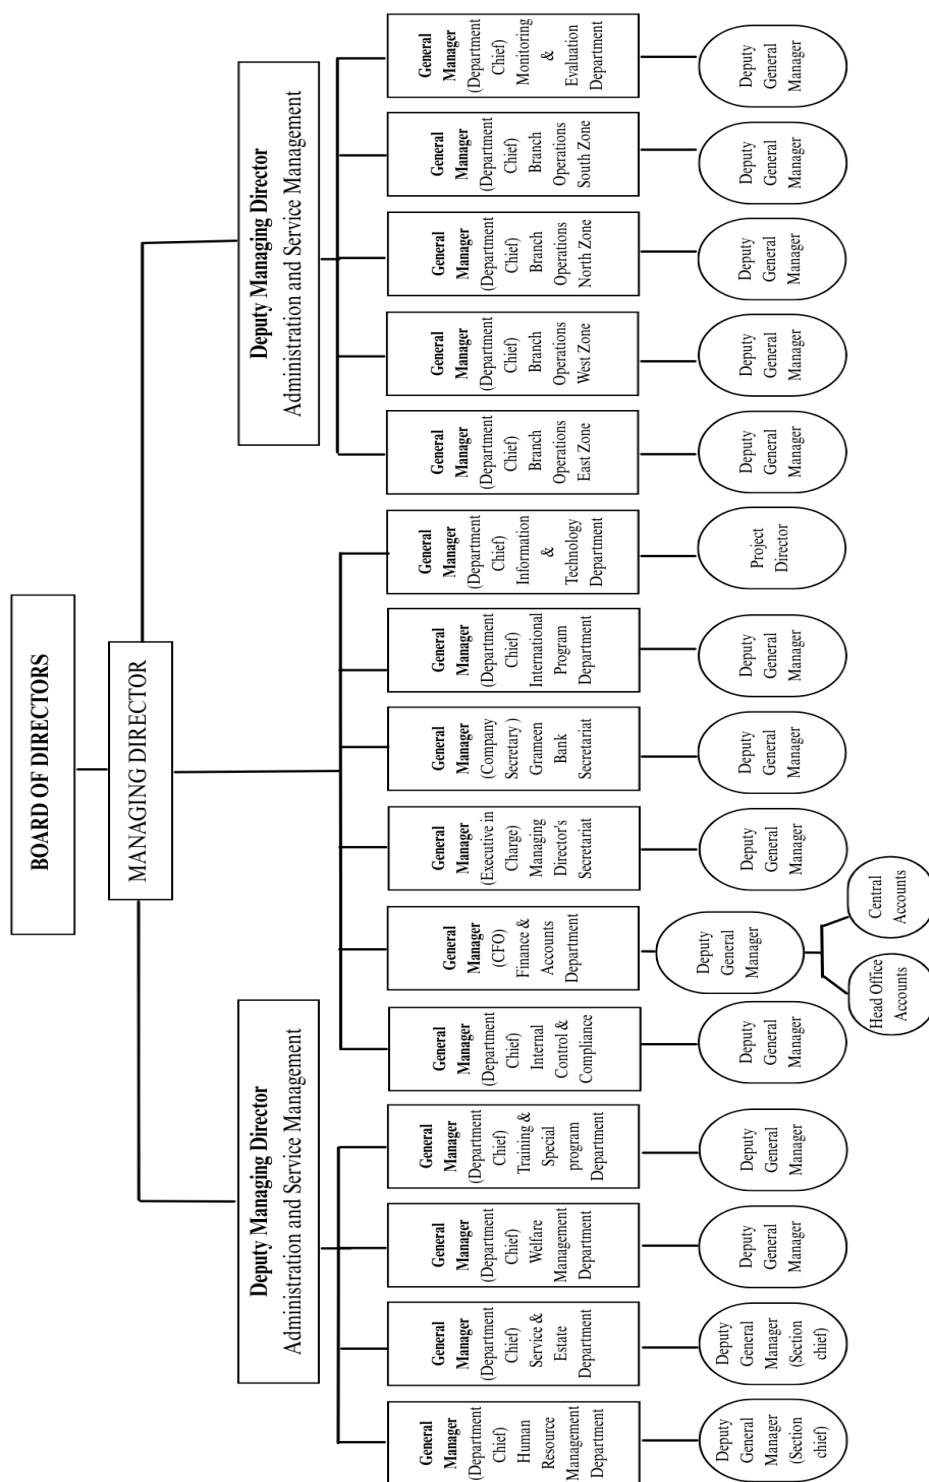 BOARD OF DIRECTORS
MANAGING DIRECTOR
Deputy Managing Director
Administration and Service Management
Deputy Managing Director
Administration and Service Management
General
Manager
(Department
Chief)
Human
Resource
Management
Department
General
Manager
(Department
Chief)
Service &
Estate
Department
General
Manager
(Department
Chief)
Welfare
Management
Department
General
Manager
(Department
Chief)
Training &
Special
program
Department
General
Manager
(Department
Chief)
Internal
Control &
Compliance
General
Manager
(CFO)
Finance &
Accounts
Department
General
Manager
(Executive in
Charge)
Managing
Director's
Secretariat
General
Manager
(Company
Secretary)
Grameen
Bank
Secretariat
General
Manager
(Department
Chief)
International
Program
Department
General
Manager
(Department
Chief)
Information
&
Technology
Department
General
Manager
(Department
Chief)
Branch
Operations
East Zone
General
Manager
(Department
Chief)
Branch
Operations
West Zone
General
Manager
(Department
Chief)
Branch
Operations
North Zone
General
Manager
(Department
Chief)
Branch
Operations
South Zone
General
Manager
(Department
Chief)
Monitoring
&
Evaluation
Department
Deputy
General
Manager
(Section
chief)
Deputy
General
Manager
(Section
chief)
Deputy
General
Manager
Deputy
General
Manager
Deputy
General
Manager
Deputy
General
Manager
Deputy
General
Manager
Deputy
General
Manager
Deputy
General
Manager
Project
Director
Deputy
General
Manager
Deputy
General
Manager
Deputy
General
Manager
Deputy
General
Manager
Deputy
General
Manager
Head Office
Accounts
Central
Accounts